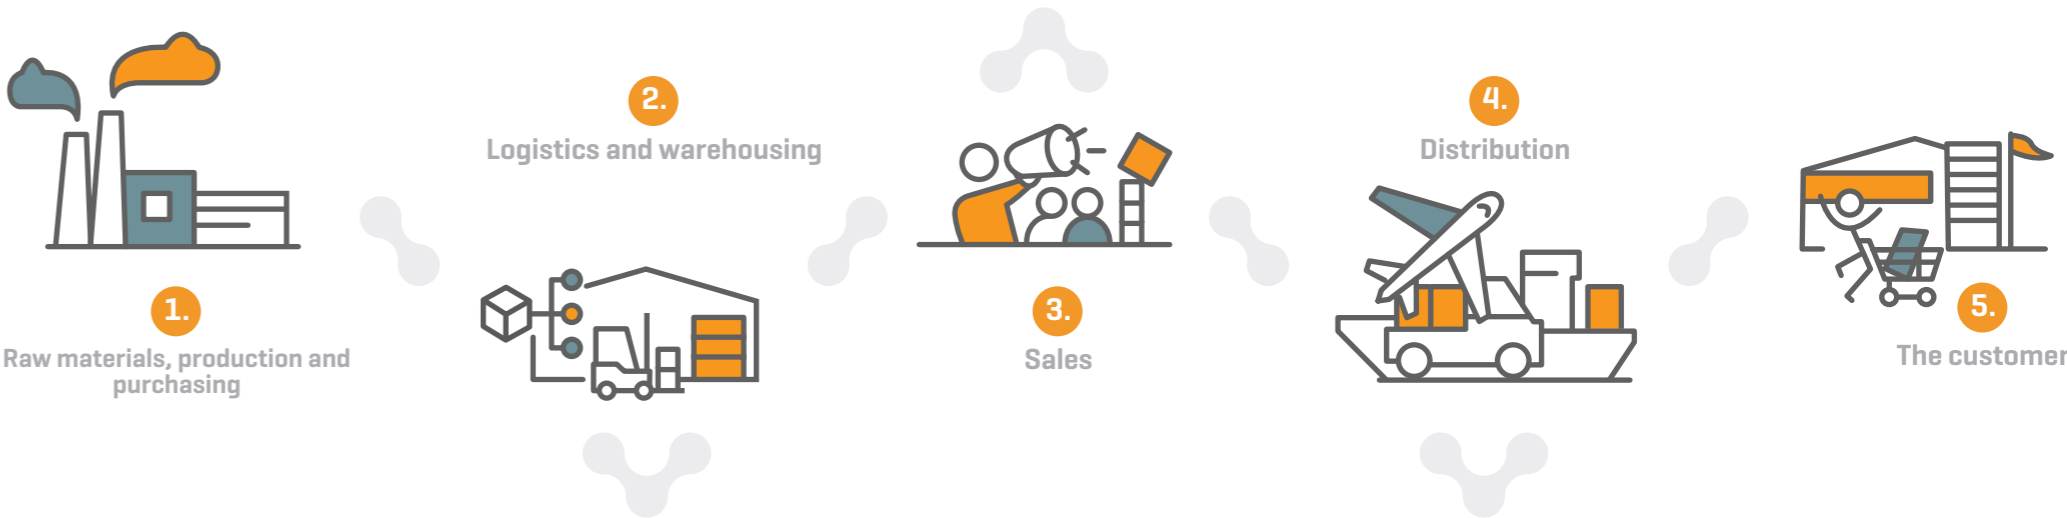 1.
Raw materials, production and
purchasing
2.
Logistics and warehousing
3.
Sales
4.
Distribution
5.
The customer